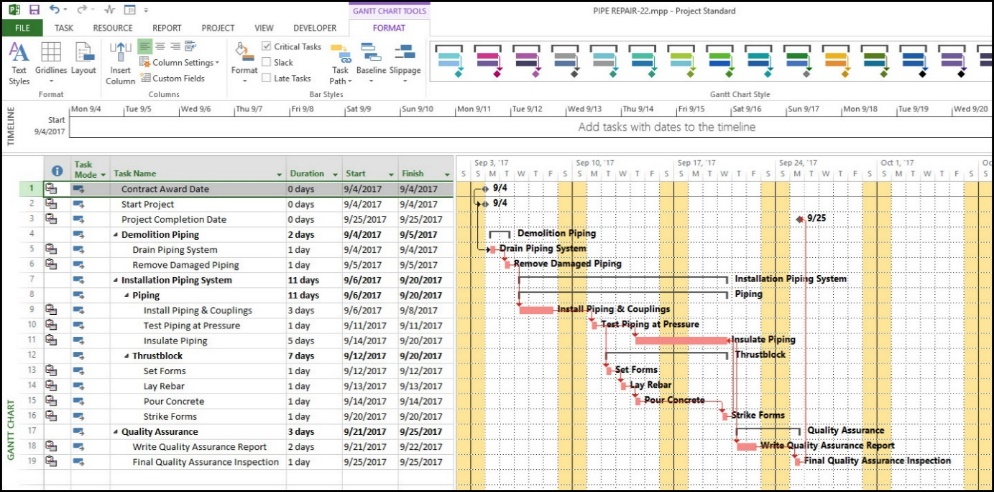 GANTT CHART TOOLS
PIPE REPAIR-22.mpp - Project Standard
FILE TASK RESOURCE REPORT PROJECT VIEW DEVELOPER FORMAT
Text Styles
Gridlines
Layout
Insert Column
Column Settings
Custom Fields
Format
Critical Tasks
Slack
Late Tasks
Task Path
Baseline
Slippage
Format Columns Bar Styles Gantt Chart Style
TIMELINE
Mon 9/4 Tue 9/5 Wed 9/6 Thu 9/7 Fri 9/8 Sat 9/9 Sun 9/10 Mon 9/11 Tue 9/12 Wed 9/13 Thu 9/14 Fri 9/15 Sat 9/16 Sun 9/17 Mon 9/18 Tue 9/19 Wed 9/20
Start
9/4/2017
Add tasks with dates to the timeline
GANTT CHART
Task Mode Task Name Duration Start Finish
Sep 3, '17 Sep 10, '17 Sep 17, '17 Sep 24, '17 Oct 1, '17 Oc
S S M T W T F S S M T W T F S S M T W T F S S M T W T F S S M T W T F S S
1 Contract Award Date 0 days 9/4/2017 9/4/2017 9/4
2 Start Project 0 days 9/4/2017 9/4/2017 9/4
3 Project Completion Date 0 days 9/25/2017 9/25/2017 9/25
4 Demolition Piping 2 days 9/4/2017 9/5/2017 Demolition Piping
5 Drain Piping System 1 day 9/4/2017 9/4/2017 Drain Piping System
6 Remove Damaged Piping 1 day 9/5/2017 9/5/2017 Remove Damaged Piping
7 Installation Piping System 11 days 9/6/2017 9/20/2017 Installation Piping System
8 Piping 11 days 9/6/2017 9/20/2017 Piping
9 Install Piping & Couplings 3 days 9/6/2017 9/8/2017 Install Piping & Couplings
10 Test Piping at Pressure 1 day 9/11/2017 9/11/2017 Test Piping at Pressure
11 Insulate Piping 5 days 9/14/2017 9/20/2017 Insulate Piping
12 Thrustblock 7 days 9/12/2017 9/20/2017 Thrustblock
13 Set Forms 1 day 9/12/2017 9/12/2017 Set Forms
14 Lay Rebar 1 day 9/13/2017 9/13/2017 Lay Rebar
15 Pour Concrete 1 day 9/14/2017 9/14/2017 Pour Concrete
16 Strike Forms 1 day 9/20/2017 9/20/2017 Strike Forms
17 Quality Assurance 3 days 9/21/2017 9/25/2017 Quality Assurance
18 Write Quality Assurance Report 2 days 9/21/2017 9/22/2017 Write Quality Assurance Report
19 Final Quality Assurance Inspection 1 day 9/25/2017 9/25/2017 Final Quality Assurance Inspection